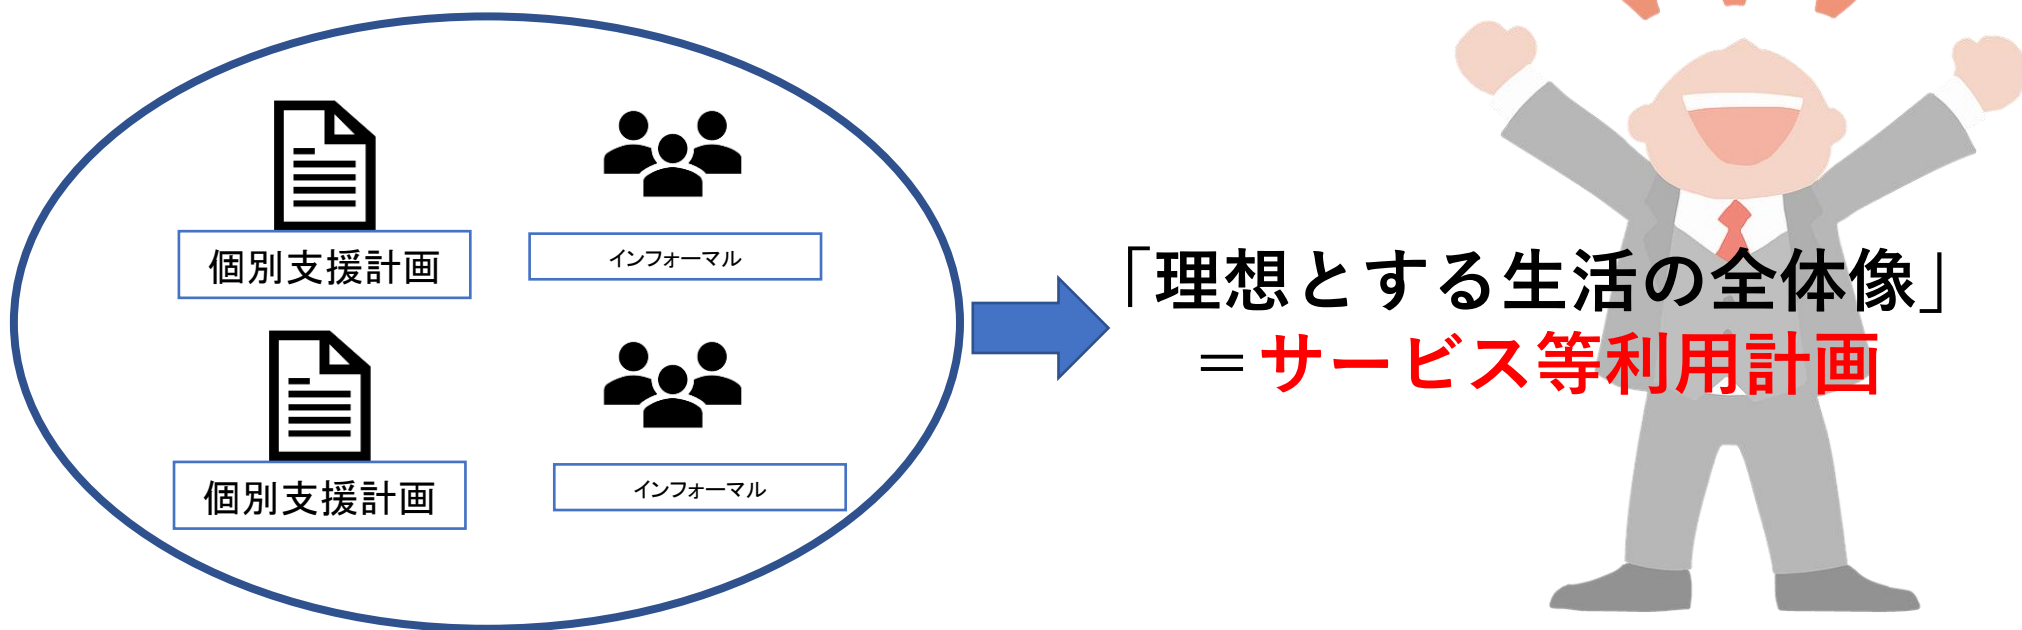 個別支援計画
インフォーマル
個別支援計画
インフォーマル
「理想とする生活の全体像」
＝サービス等利用計画